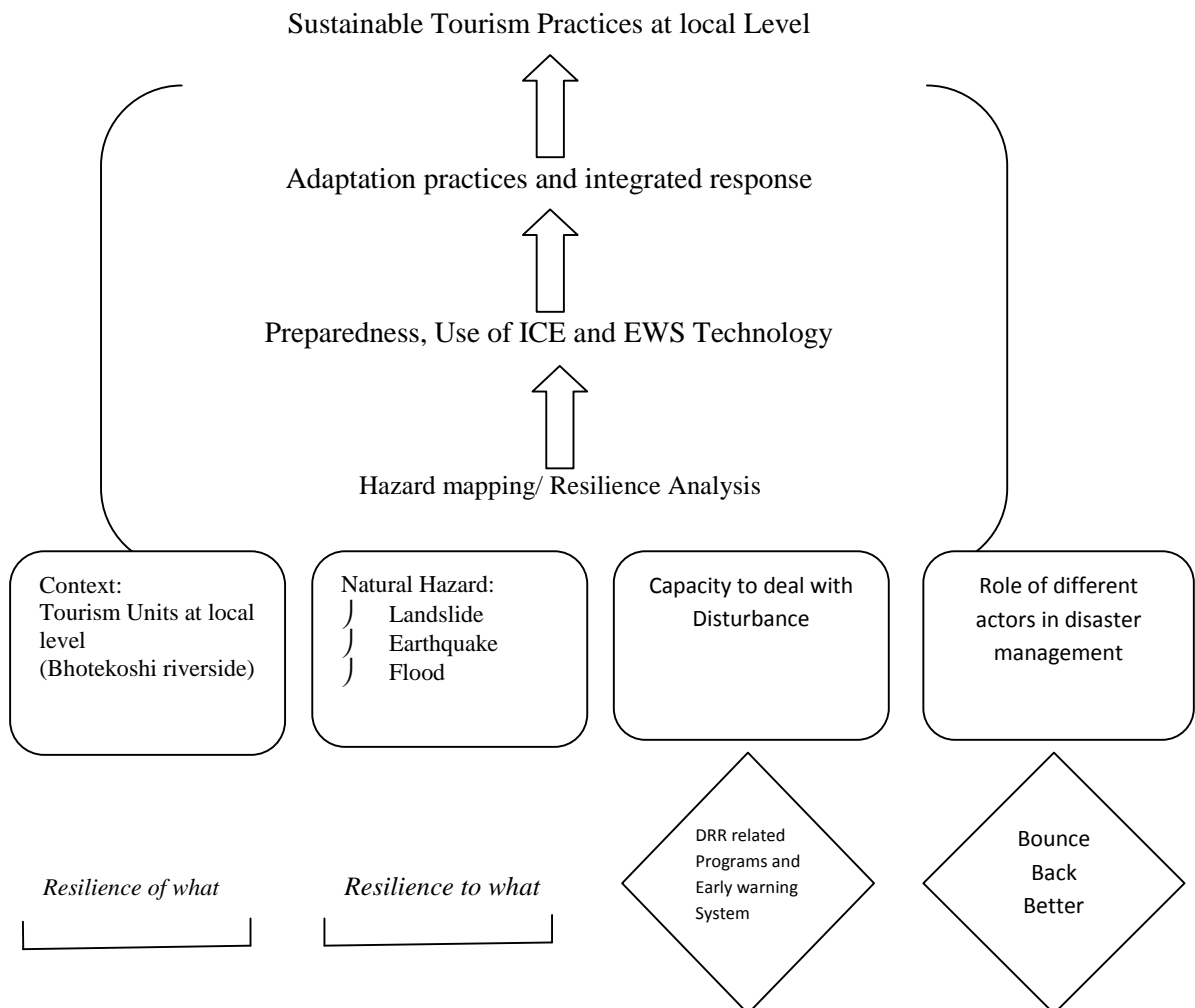 Sustainable Tourism Practices at local Level
Adaptation practices and integrated response
Preparedness, Use of ICE and EWS Technology
Hazard mapping/ Resilience Analysis
Context:
Tourism Units at local
level
(Bhotekoshi riverside)
Natural Hazard:
Landslide
Earthquake
Flood
Capacity to deal with
Disturbance
Role of different
actors in disaster
management
Resilience of what
Resilience to what
DRR related
Programs and
Early warning
System
Bounce
Back
Better